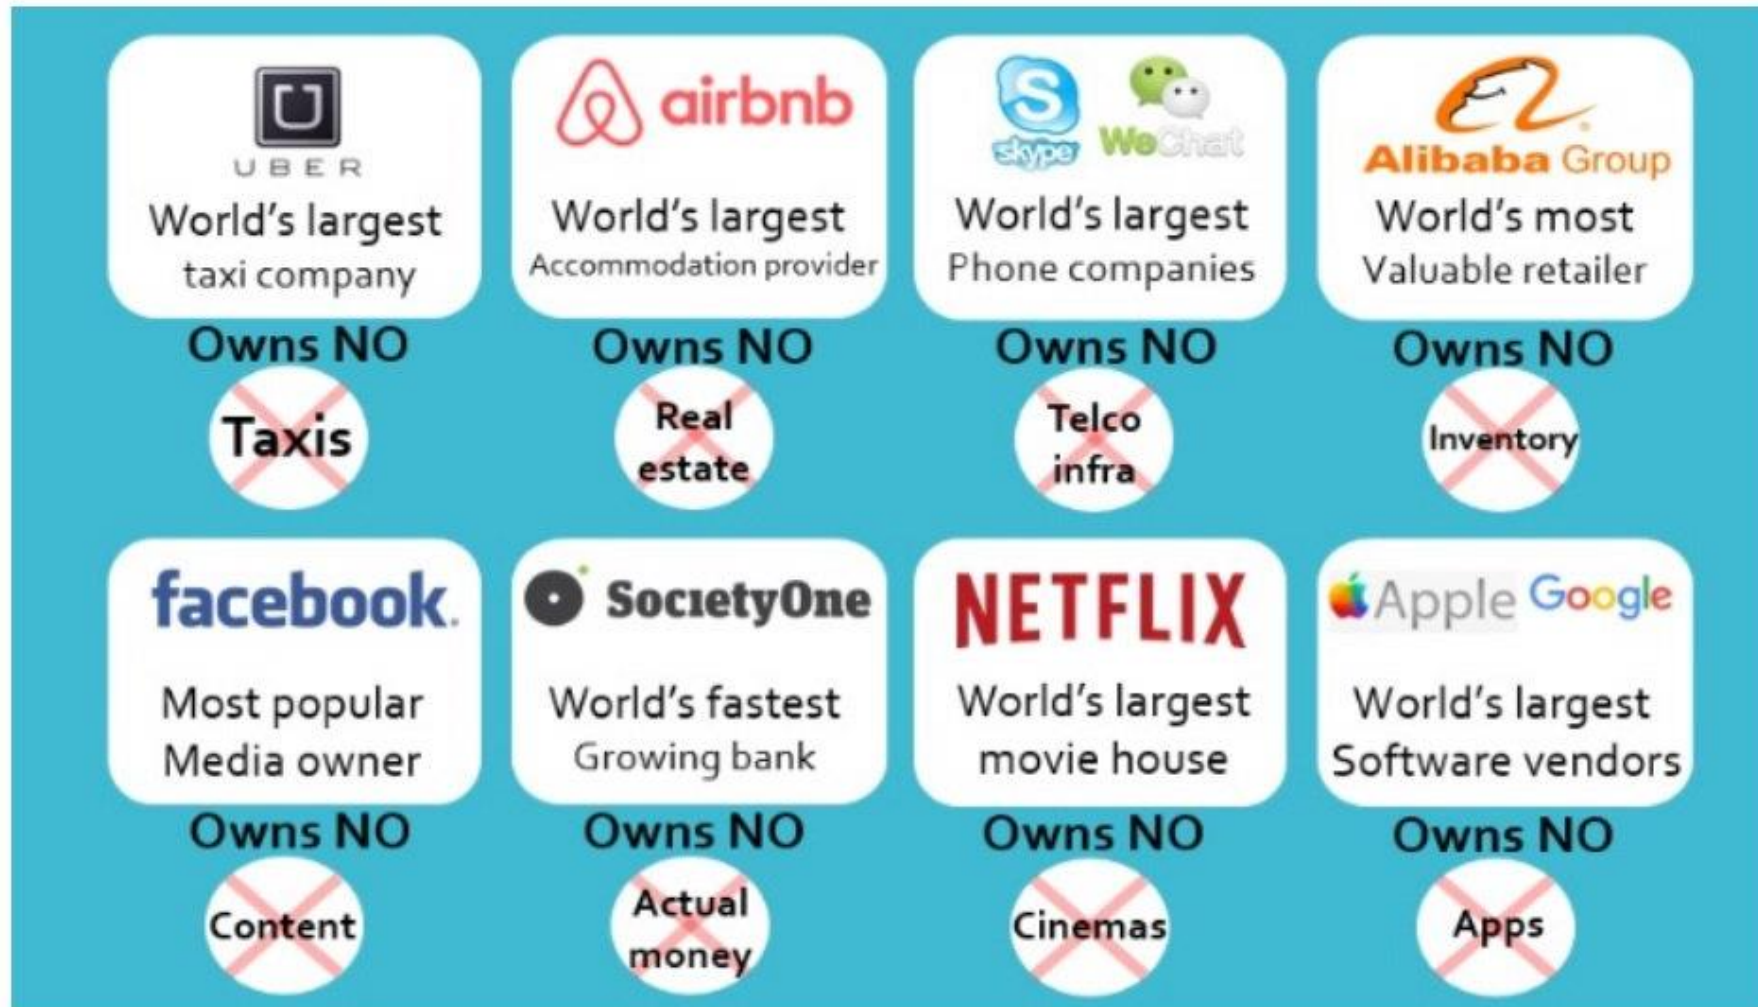 UBER
World's largest
taxi company
Owns NO
Taxis
airbnb
World's largest
Accommodation provider
Owns NO
Real
estate
skype WeChat
World's largest
Phone companies
Owns NO
Telco
infra
Alibaba Group
World's most
Valuable retailer
Owns NO
Inventory
facebook.
Most popular
Media owner
Owns NO
Content
SocietyOne
World's fastest
Growing bank
Owns NO
Actual
money
NETFLIX
World's largest
movie house
Owns NO
Cinemas
Apple Google
World's largest
Software vendors
Owns NO
Apps